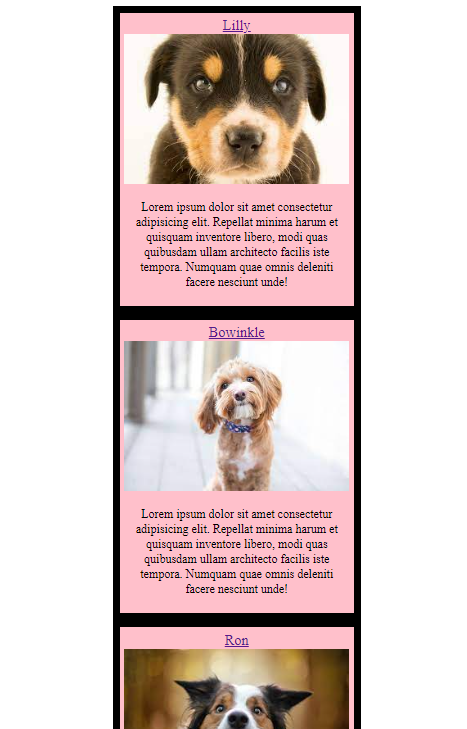 Lilly
Lorem ipsum dolor sit amet consectetur
adipisicing elit. Repellat minima harum et
quisquam inventore libero, modi quas
quibusdam ullam architecto facilis iste
tempora. Numquam quae omnis deleniti
facere nesciunt unde!
Bowinkle
Lorem ipsum dolor sit amet consectetur
adipisicing elit. Repellat minima harum et
quisquam inventore libero, modi quas
quibusdam ullam architecto facilis iste
tempora. Numquam quae omnis deleniti
facere nesciunt unde!
Ron